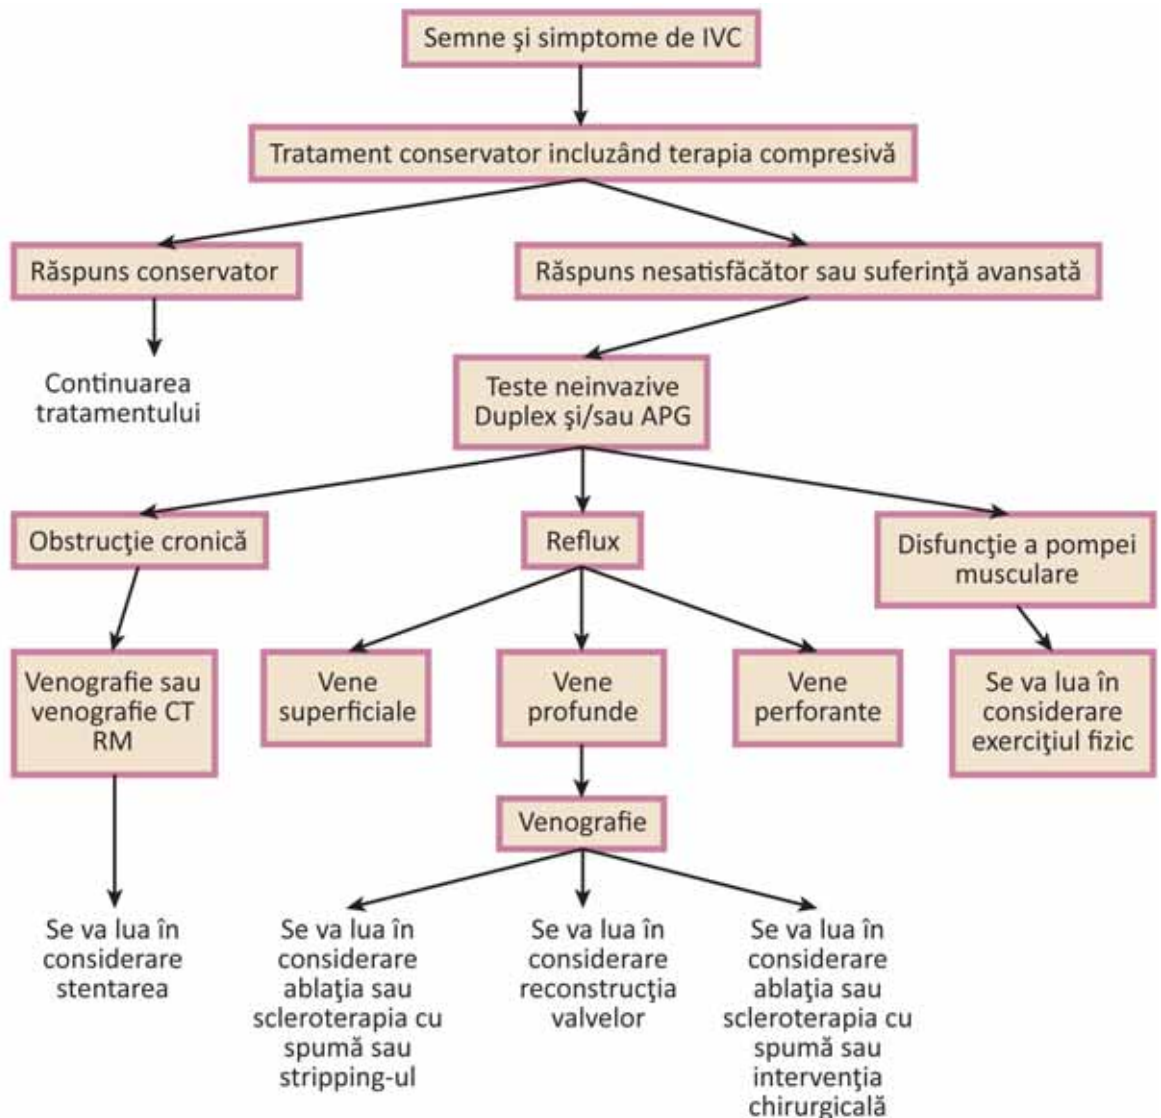 Semne şi simptome de IVC
Tratament conservator incluzând terapia compresivă
Răspuns conservator
Răspuns nesatisfăcător sau suferinţă avansată
Continuarea
tratamentului
Teste neinvazive
Duplex şi/sau APG
Obstrucţie cronică
Reflux
Disfuncţie a pompei
musculare
Venografie sau
venografie CT
RM
Vene
superficiale
Vene
profunde
Vene
perforante
Se va lua în
considerare
exerciţiul fizic
Venografie
Se va lua în
considerare
stentarea
Se va lua în
considerare
ablaţia sau
scleroterapia cu
spumă sau
stripping-ul
Se va lua în
considerare
reconstrucţia
valvelor
Se va lua în
considerare
ablaţia sau
scleroterapia cu
spumă sau
intervenţia
chirurgicală